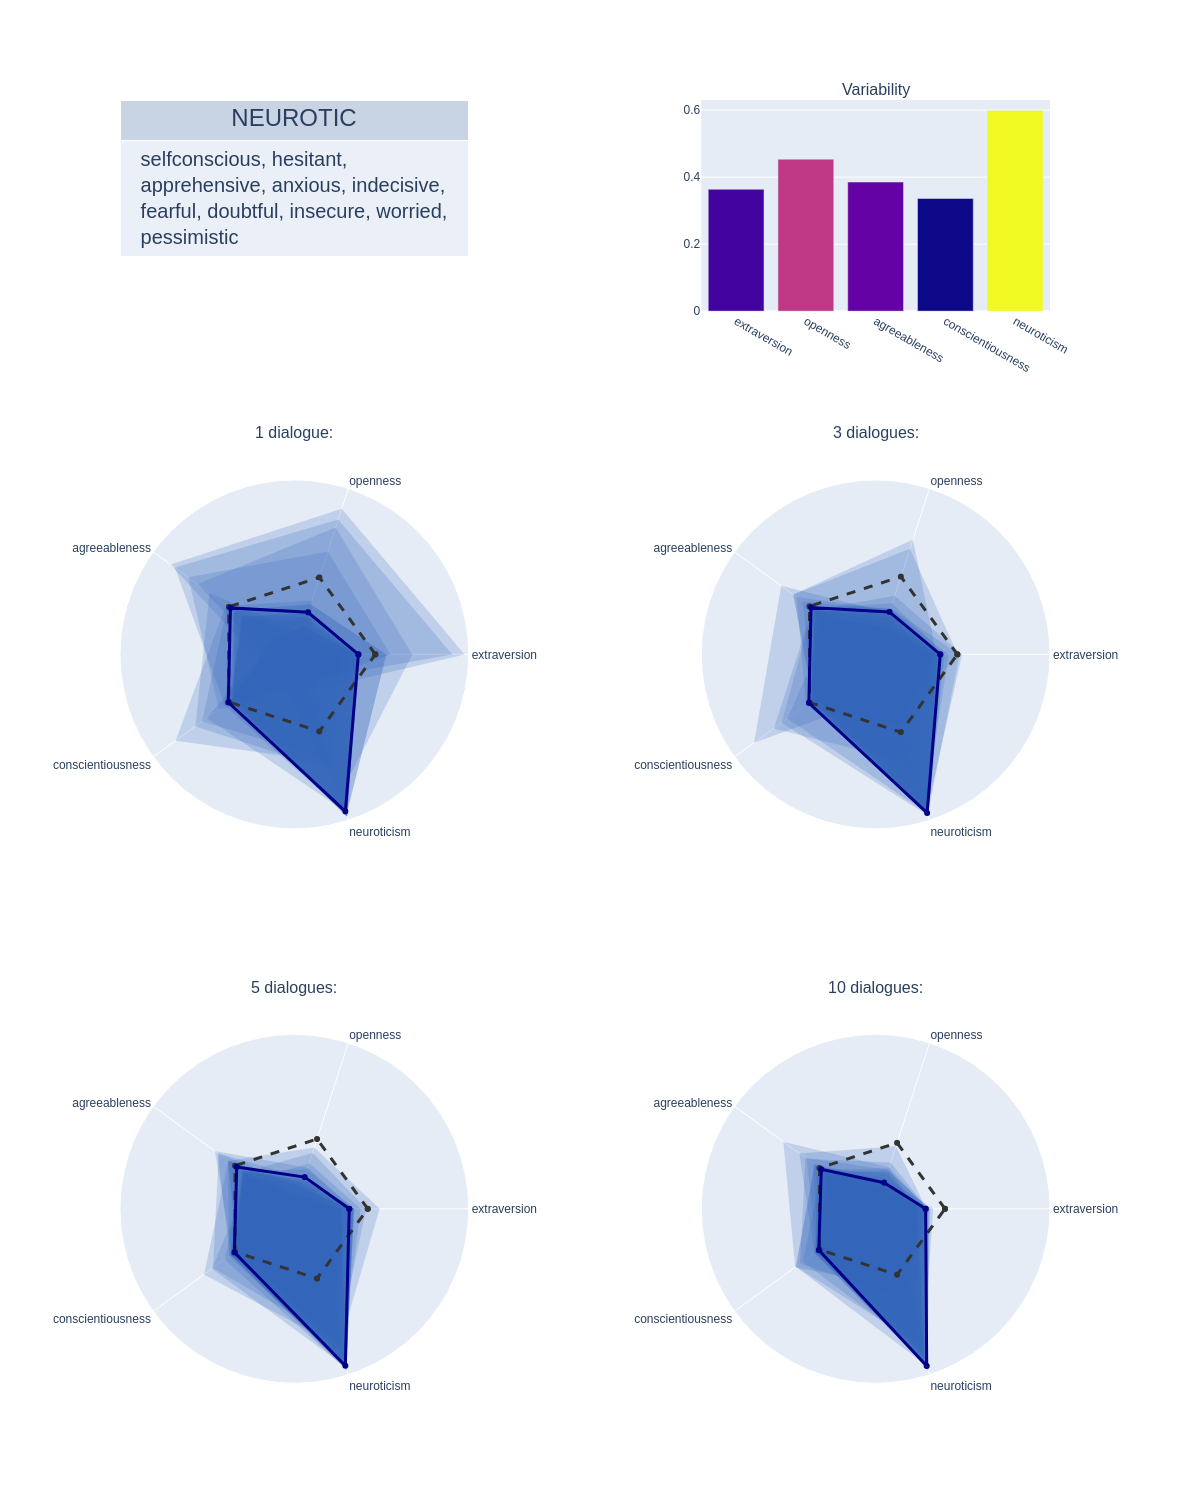 NEUROTIC
selfconscious, hesitant,
apprehensive, anxious, indecisive,
fearful, doubtful, insecure, worried,
pessimistic
Variability
0.6
0.4
0.2
0
extraversion
openness
agreeableness
conscientiousness
neuroticism
1 dialogue:
openness
agreeableness
extraversion
conscientiousness
neuroticism
3 dialogues:
openness
agreeableness
extraversion
conscientiousness
neuroticism
5 dialogues:
openness
agreeableness
extraversion
conscientiousness
neuroticism
10 dialogues:
openness
agreeableness
extraversion
conscientiousness
neuroticism